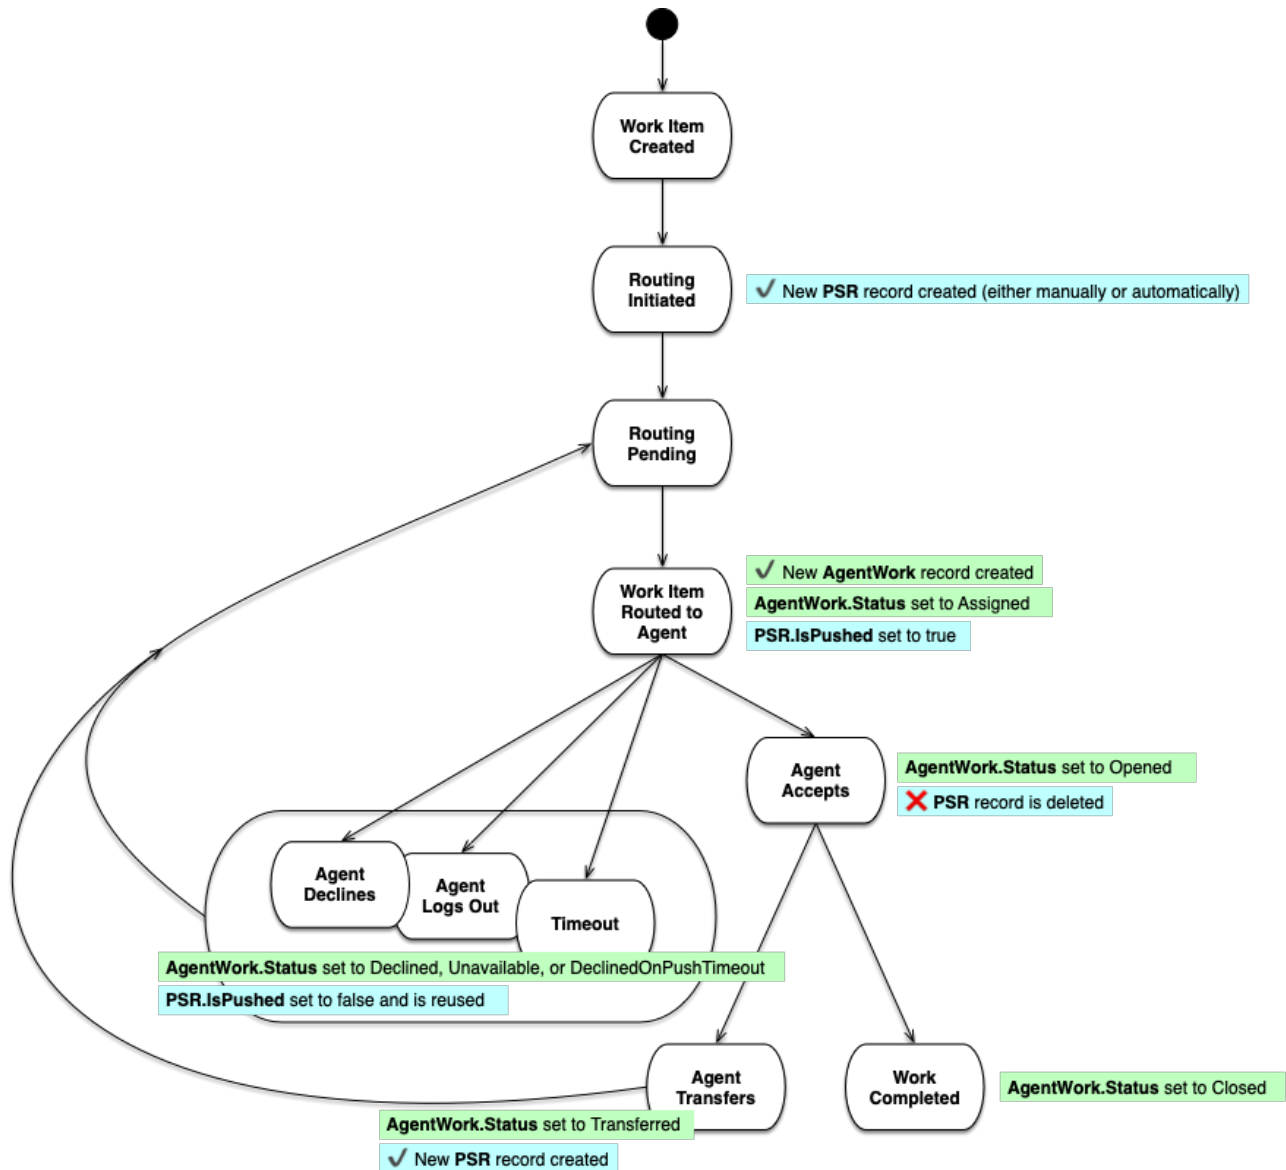 Work Item
Created
Routing
Initiated
✓ New PSR record created (either manually or automatically)
Routing
Pending
Work Item
Routed to
Agent
✓ New AgentWork record created
AgentWork.Status set to Assigned
PSR.IsPushed set to true
Agent
Accepts
AgentWork.Status set to Opened
❌ PSR record is deleted
Agent
Declines
Agent
Logs Out
Timeout
AgentWork.Status set to Declined, Unavailable, or DeclinedOnPushTimeout
PSR.IsPushed set to false and is reused
Agent
Transfers
AgentWork.Status set to Transferred
✓ New PSR record created
Work
Completed
AgentWork.Status set to Closed